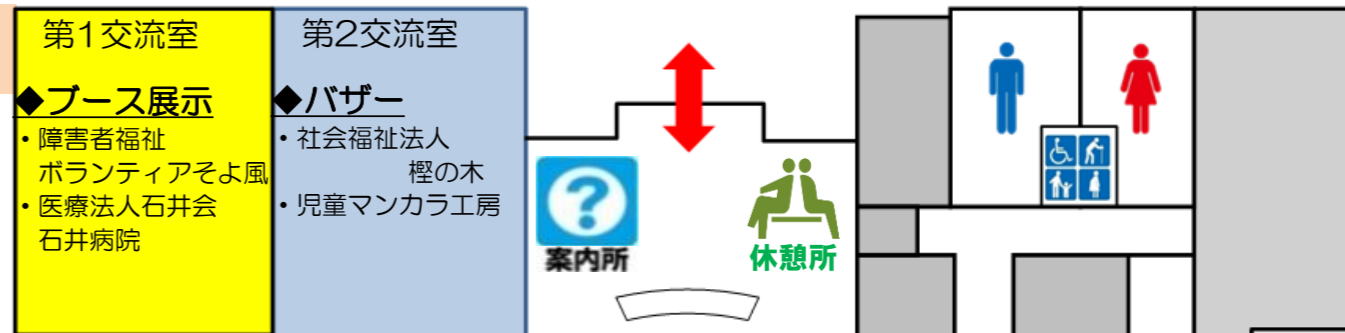 第1交流室
◆ブース展示
・障害者福祉
ボランティアそよ風
・医療法人石井会
石井病院
第2交流室
◆バザー
・社会福祉法人
樫の木
・児童マンカラ工房
?
案内所
休憩所